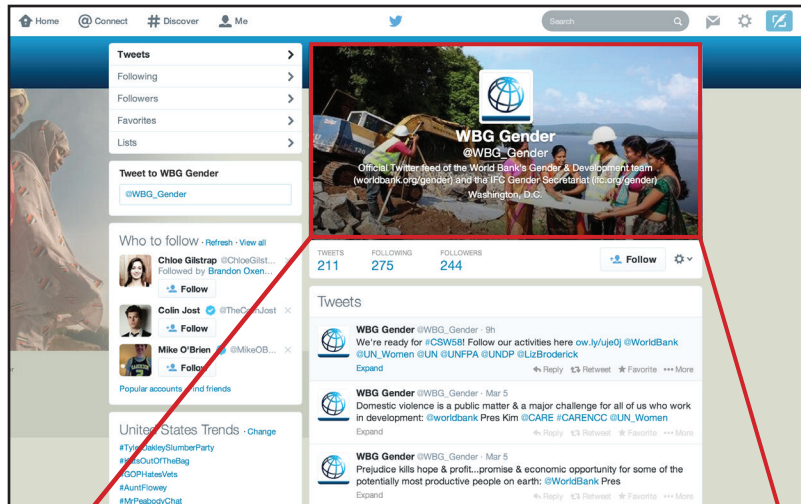 Home Connect Discover Me Search
Tweets
Following
Followers
Favorites
Lists
Tweet to WBG Gender
@WBG_Gender
Who to follow · Refresh · View all
Chloe Gilstrap @ChloeGilst... ×
Followed by Brandon Oxen...
Follow
Colin Jost @TheColinJost ×
Follow
Mike O'Brien @MikeOB... ×
Follow
Popular accounts · Find friends
United States Trends · Change
#TylerOakleySlumberParty
#KidsOutOfTheBag
#GOPHatesVets
#AuntFlowey
#MrPeabodyChat
WBG Gender
@WBG_Gender
Official Twitter feed of the World Bank's Gender & Development team
(worldbank.org/gender) and the IFC Gender Secretariat (ifc.org/gender)
Washington, D.C.
TWEETS FOLLOWING FOLLOWERS
211 275 244
Follow
Tweets
WBG Gender @WBG_Gender · 9h
We're ready for #CSW58! Follow our activities here ow.ly/uje0j @WorldBank
@UN_Women @UN @UNFPA @UNDP @LizBroderick
Expand Reply Retweet Favorite ••• More
WBG Gender @WBG_Gender · Mar 5
Domestic violence is a public matter & a major challenge for all of us who work
in development: @worldbank Pres Kim @CARE #CARENCC @UN_Women
Expand Reply Retweet Favorite ••• More
WBG Gender @WBG_Gender · Mar 5
Prejudice kills hope & profit...promise & economic opportunity for some of the
potentially most productive people on earth: @WorldBank Pres
Expand Reply Retweet Favorite ••• More